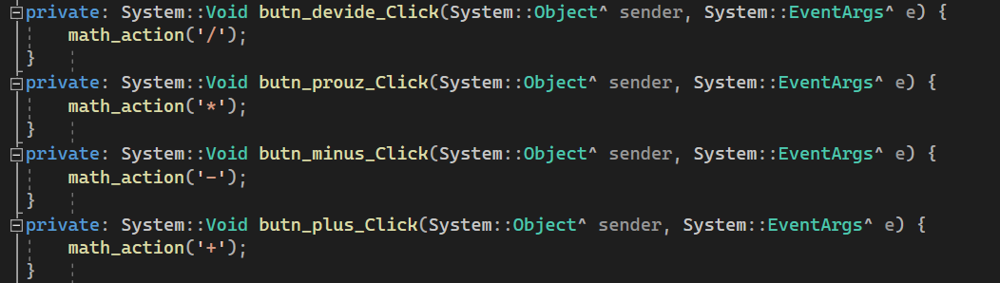 private: System::Void butn_devide_Click(System::Object^ sender, System::EventArgs^ e) {
math_action('/');
}
private: System::Void butn_prouz_Click(System::Object^ sender, System::EventArgs^ e) {
math_action('*');
}
private: System::Void butn_minus_Click(System::Object^ sender, System::EventArgs^ e) {
math_action('-');
}
private: System::Void butn_plus_Click(System::Object^ sender, System::EventArgs^ e) {
math_action('+');
}